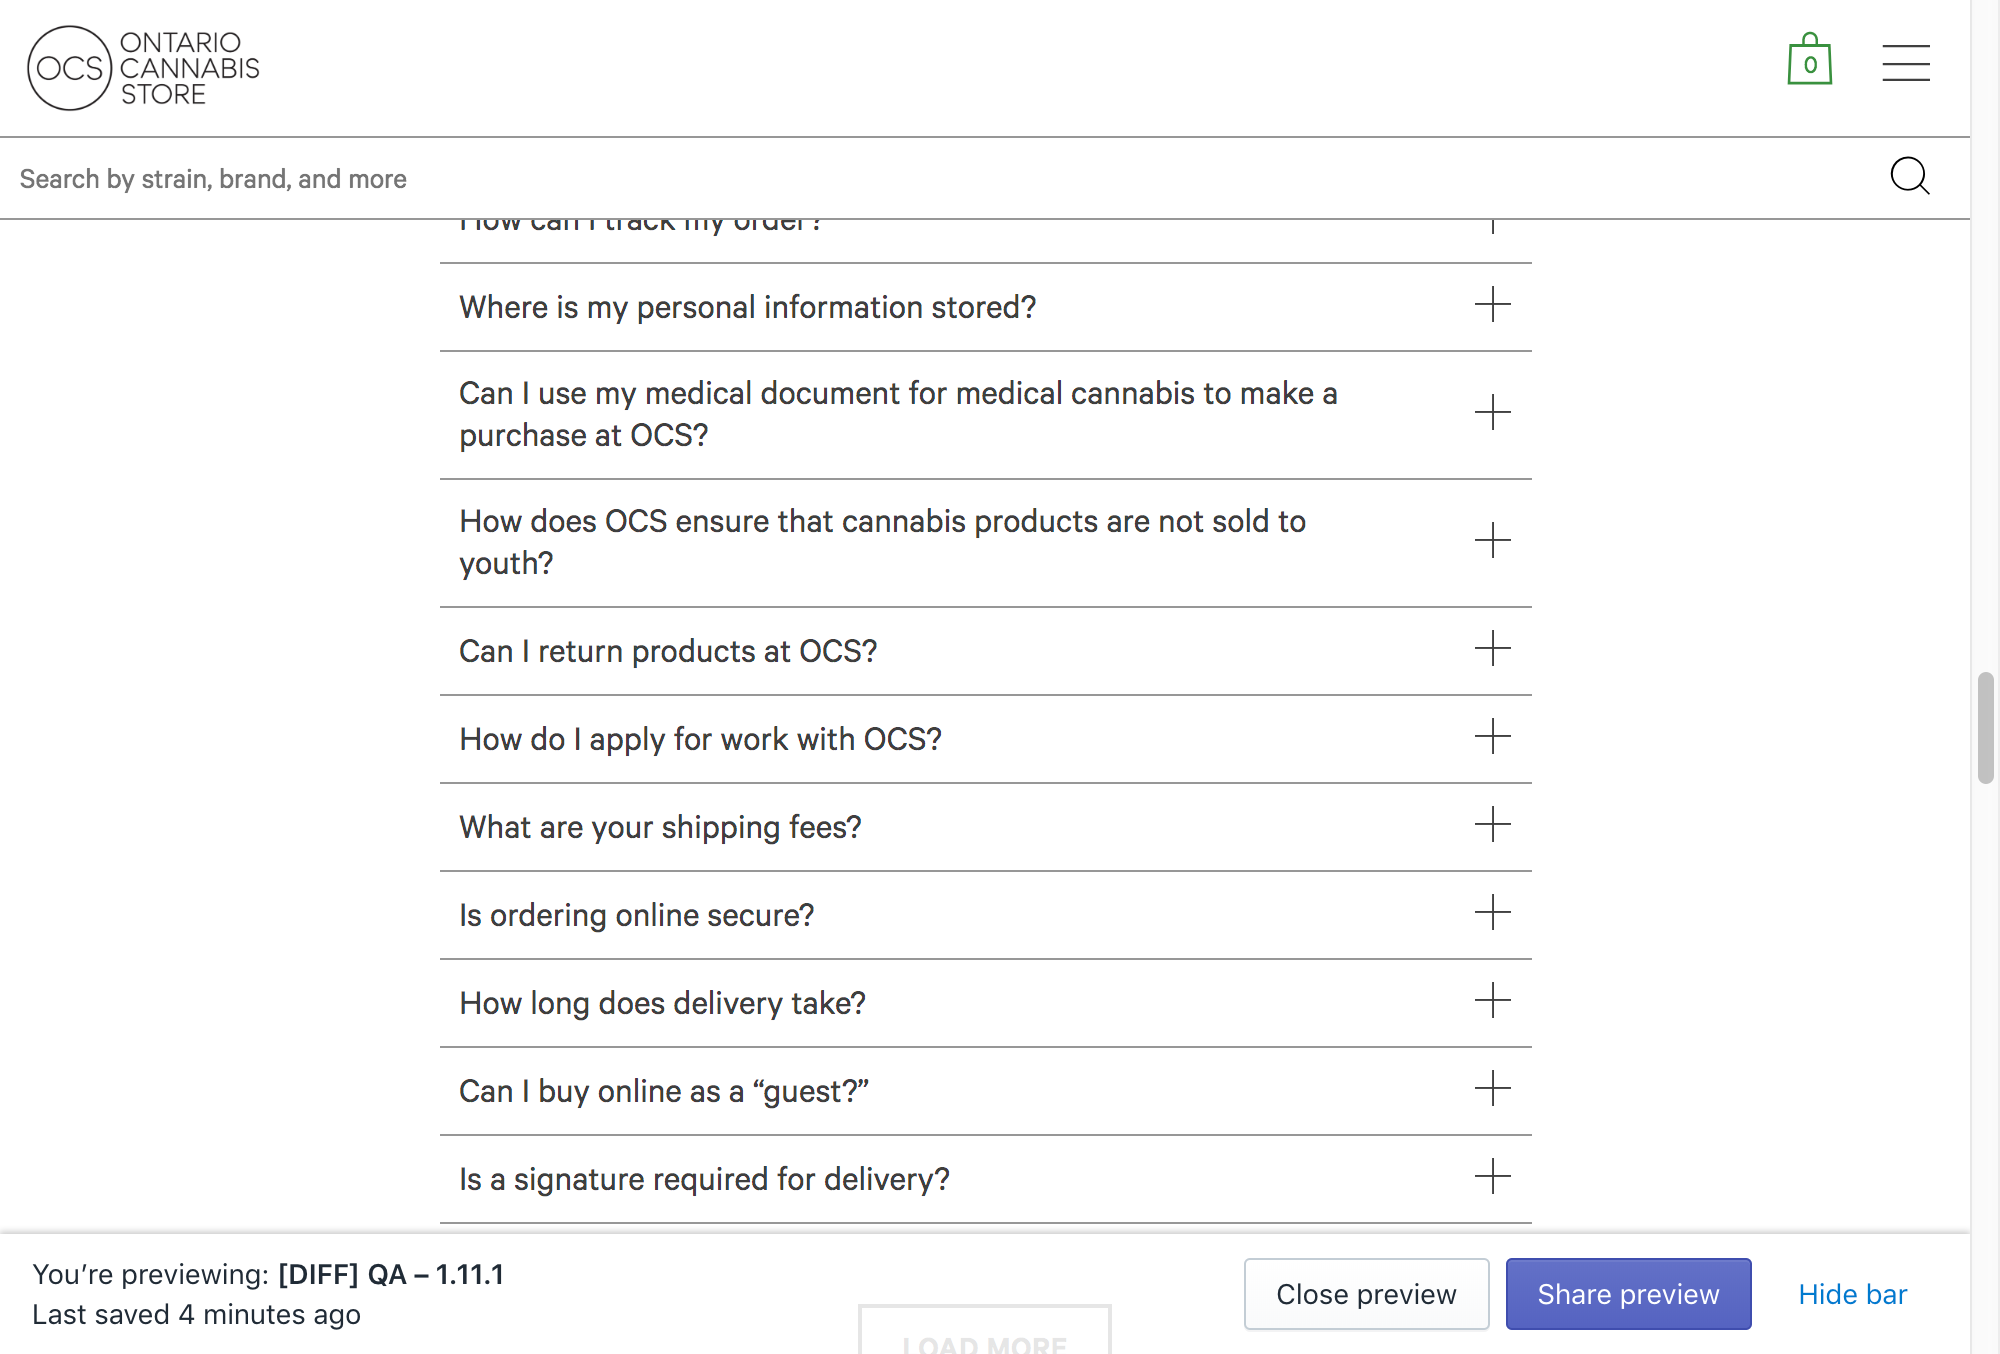 OCS
ONTARIO
CANNABIS
STORE
0
Search by strain, brand, and more
How can I track my order?
Where is my personal information stored?
Can I use my medical document for medical cannabis to make a
purchase at OCS?
How does OCS ensure that cannabis products are not sold to
youth?
Can I return products at OCS?
How do I apply for work with OCS?
What are your shipping fees?
Is ordering online secure?
How long does delivery take?
Can I buy online as a “guest?”
Is a signature required for delivery?
You’re previewing: [DIFF] QA – 1.11.1
Last saved 4 minutes ago
Close preview
Share preview
Hide bar
LOAD MORE